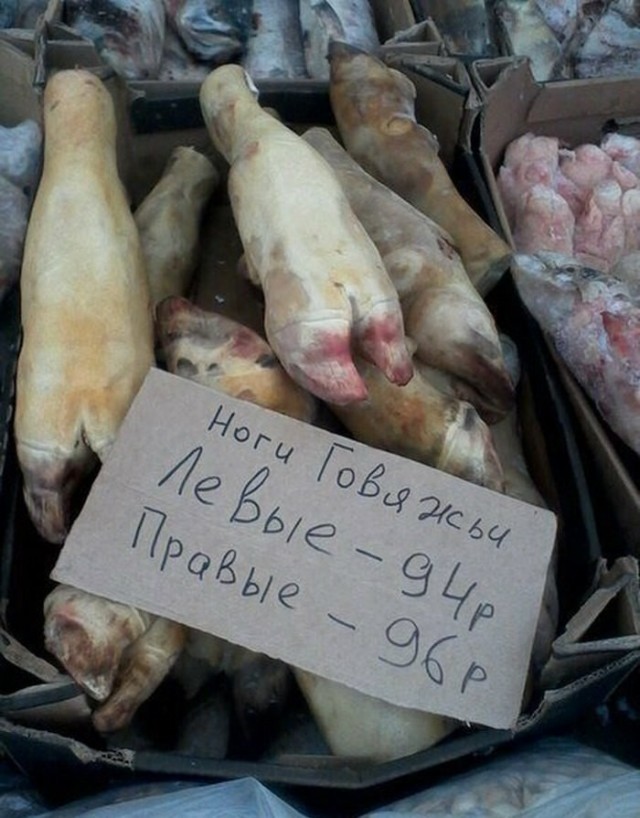 Ноги Говяжьи
Левые - 94р
Правые - 96р